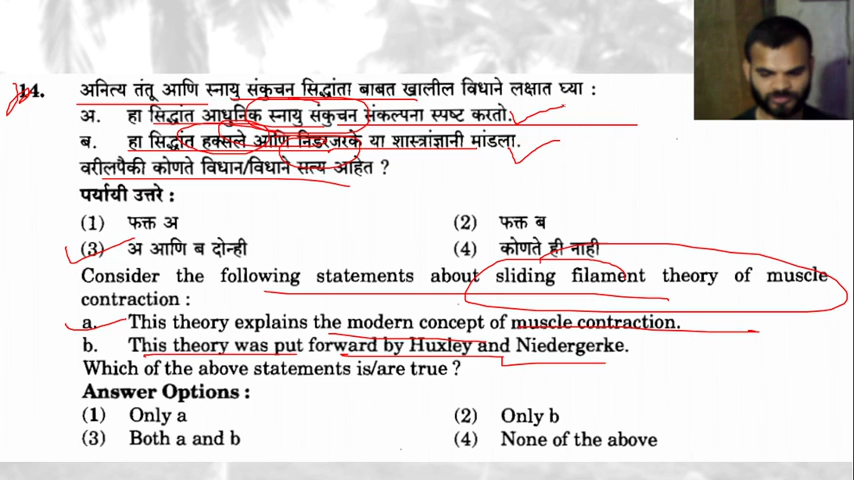 14. अनित्य तंतू आणि स्नायु संकुचन सिद्धांता बाबत खालील विधाने लक्षात घ्या :
अ. हा सिद्धांत आधुनिक स्नायु संकुचन संकल्पना स्पष्ट करतो.
ब. हा सिद्धांत हक्सले आणि निडरजरके या शास्त्रांज्ञानी मांडला.
वरीलपैकी कोणते विधान/विधाने सत्य आहेत ?
पर्यायी उत्तरे :
(1) फक्त अ (2) फक्त ब
(3) अ आणि ब दोन्ही (4) कोणते ही नाही
Consider the following statements about sliding filament theory of muscle
contraction :
a. This theory explains the modern concept of muscle contraction.
b. This theory was put forward by Huxley and Niedergerke.
Which of the above statements is/are true ?
Answer Options :
(1) Only a (2) Only b
(3) Both a and b (4) None of the above